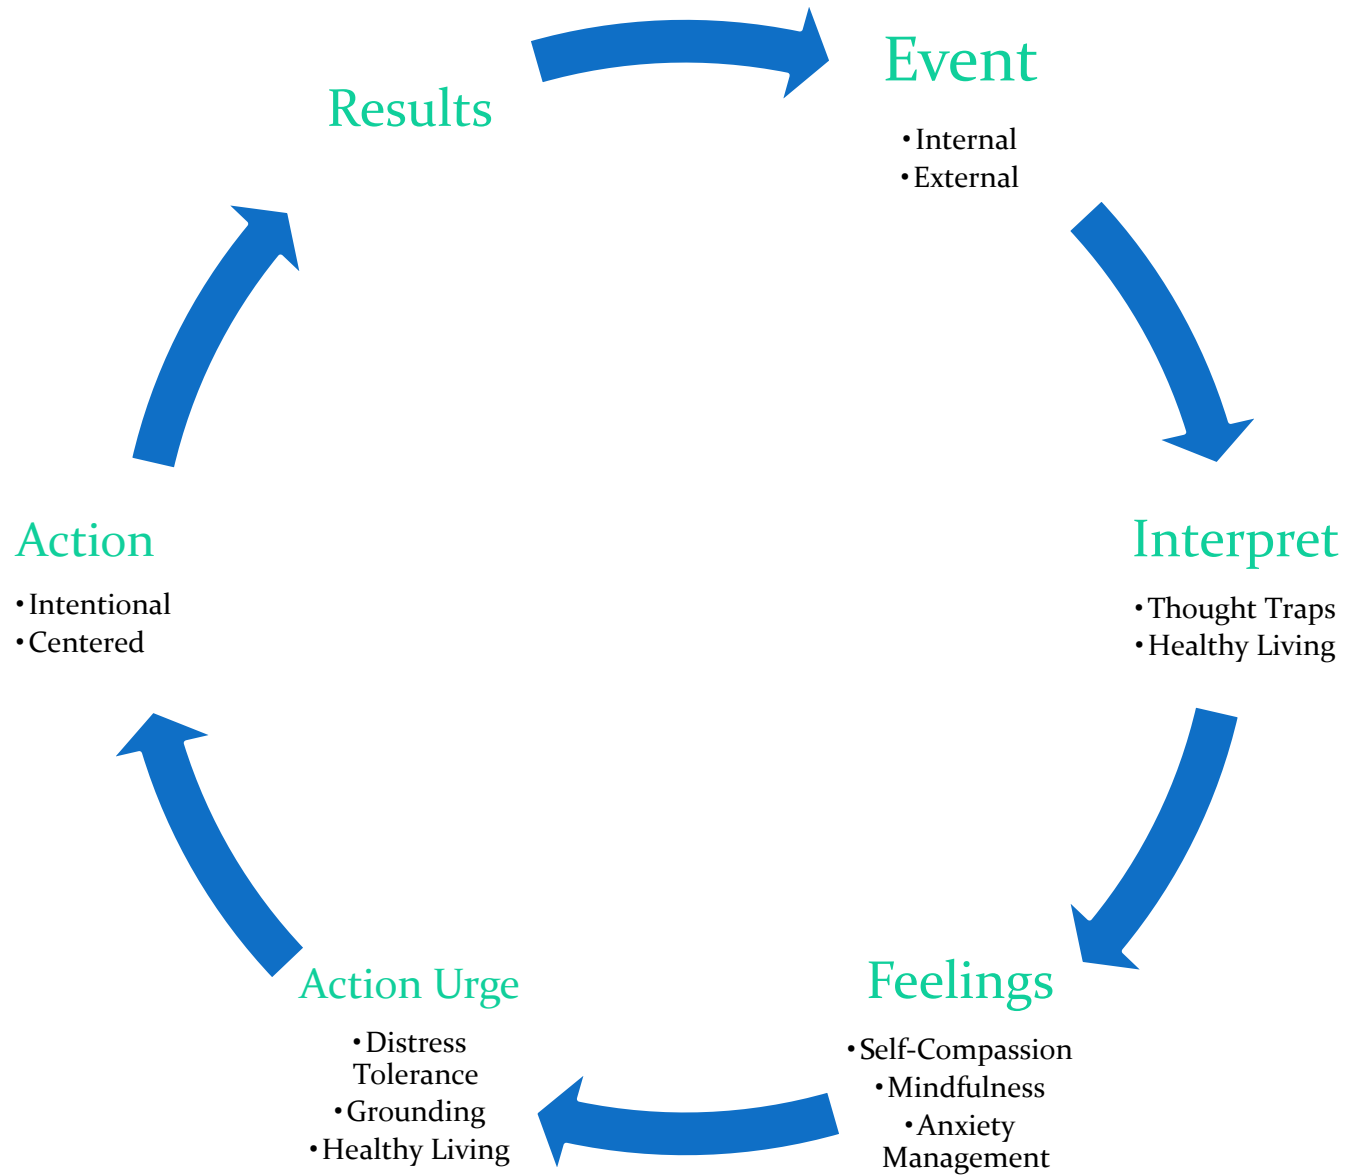 Event
•Internal
•External
Interpret
•Thought Traps
•Healthy Living
Feelings
•Self-Compassion
•Mindfulness
•Anxiety
Management
Action Urge
•Distress
Tolerance
•Grounding
•Healthy Living
Action
•Intentional
•Centered
Results